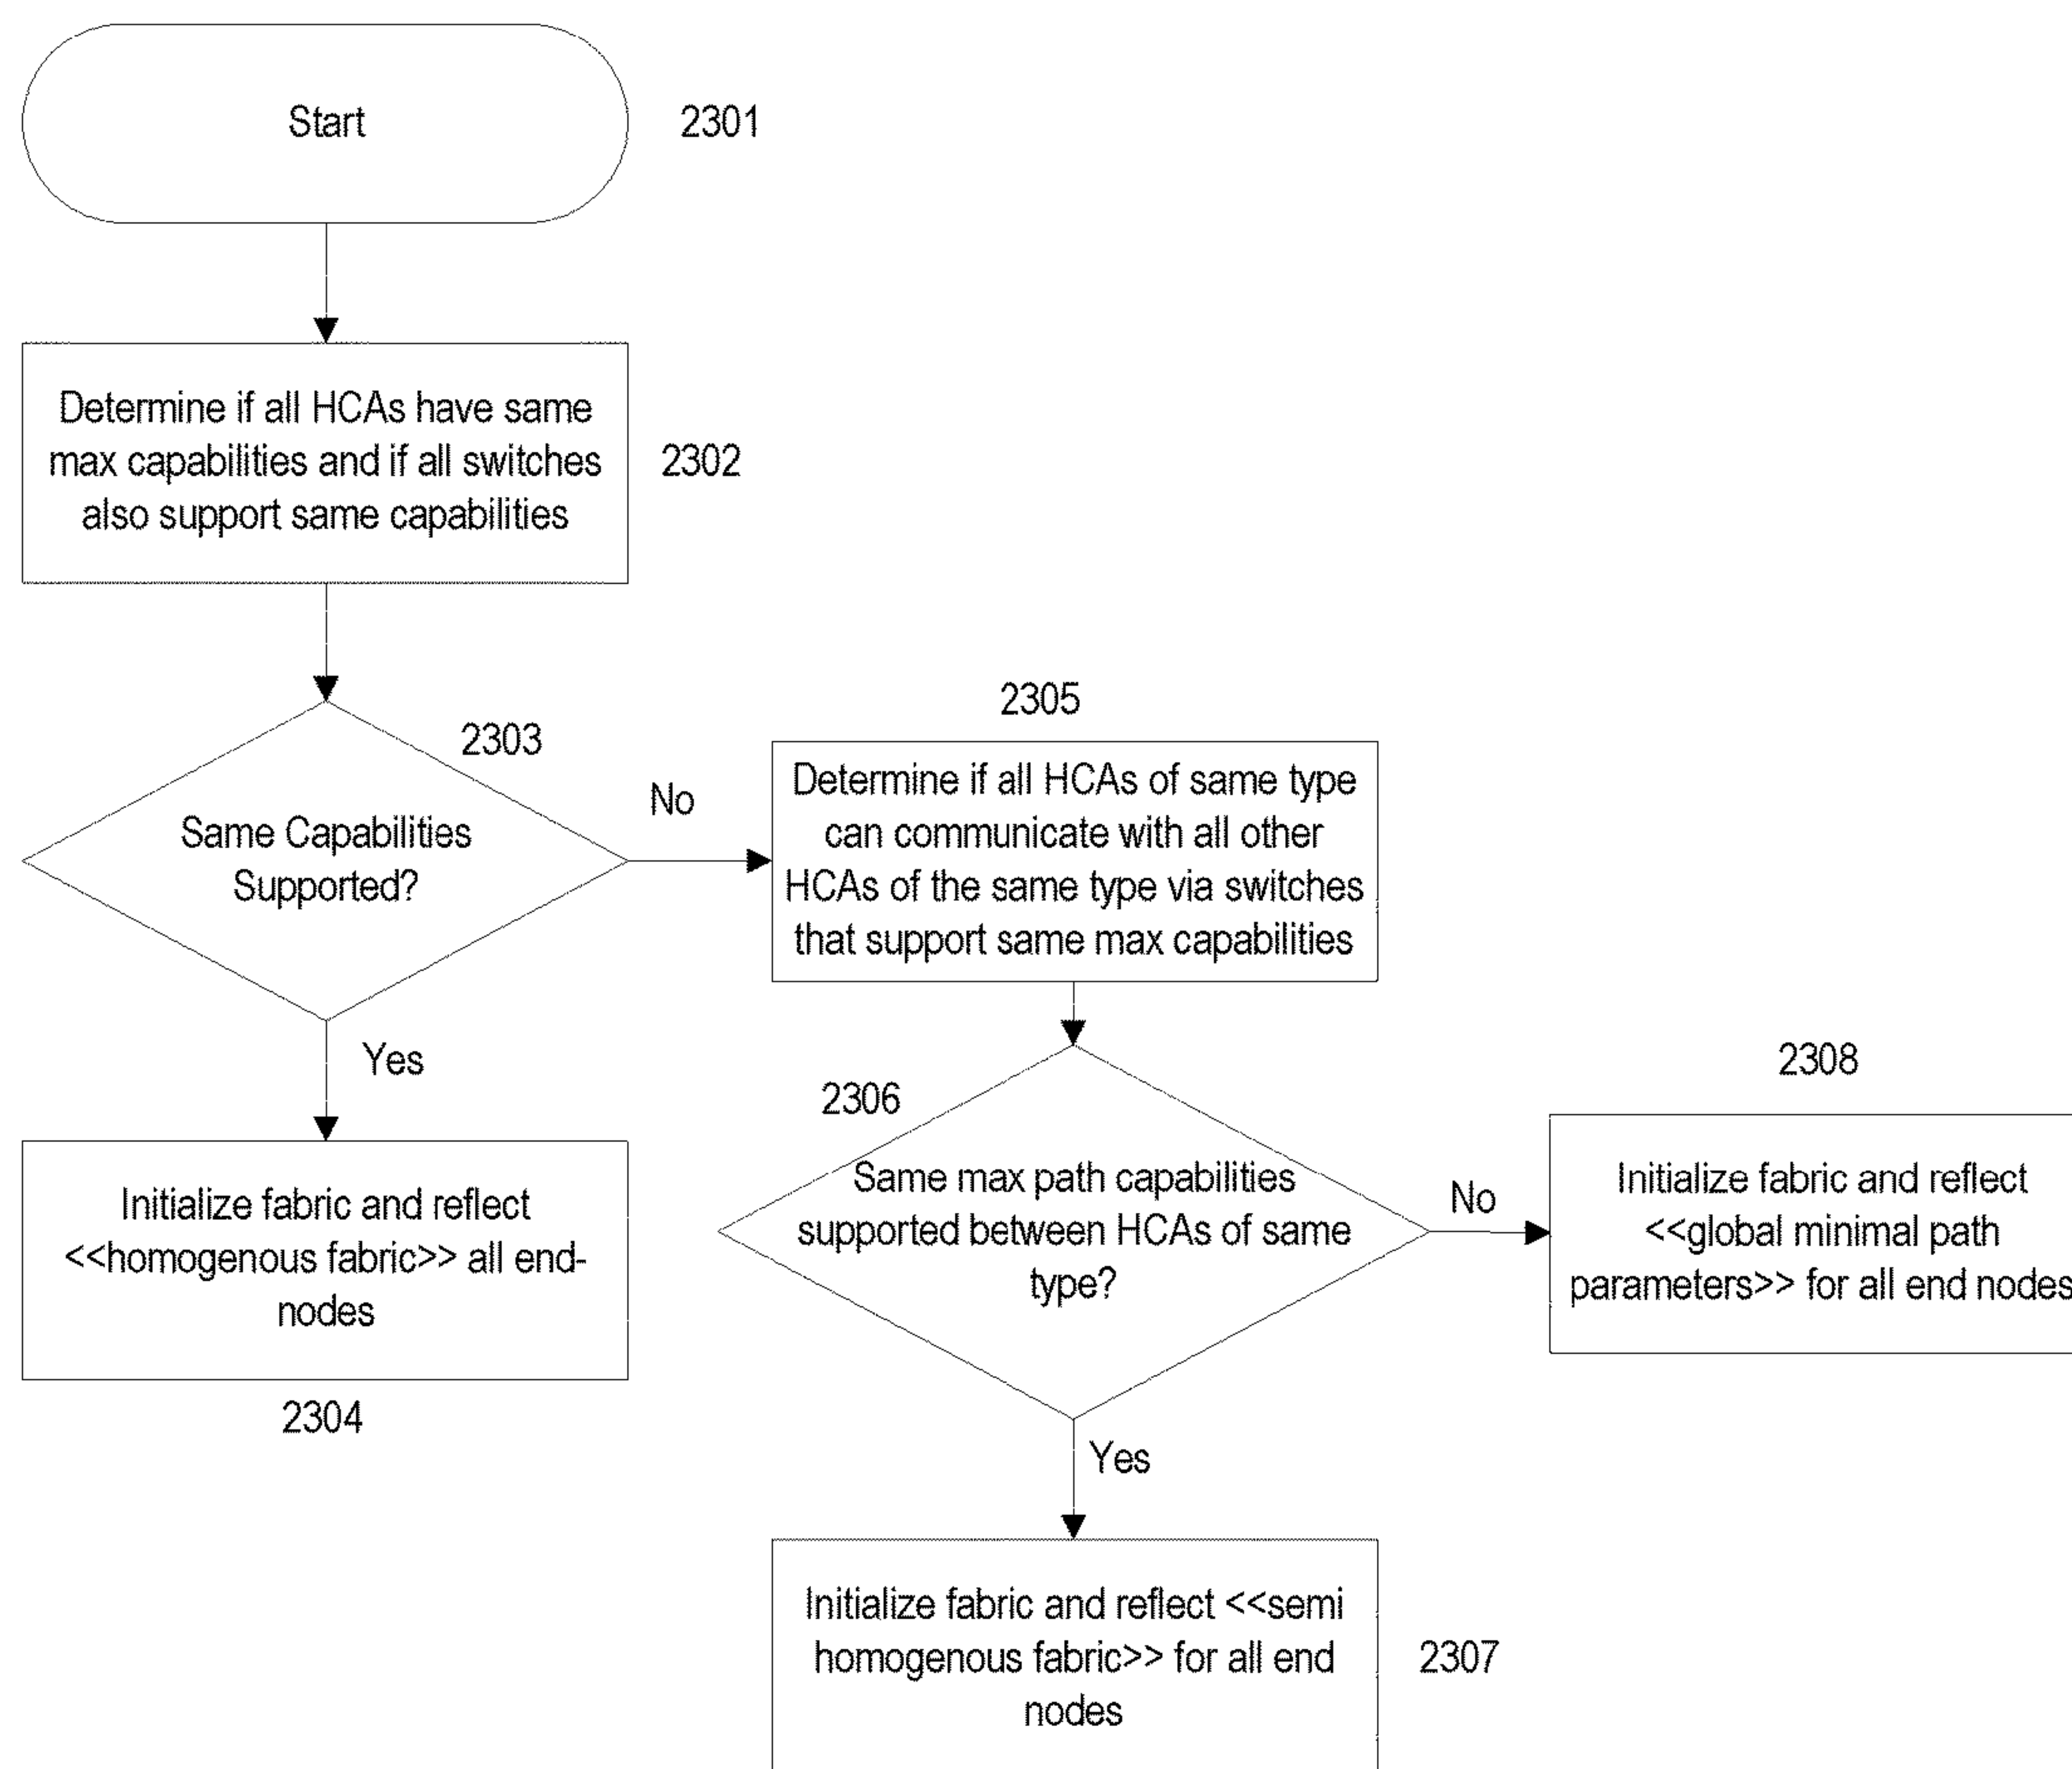 Start
2301
Determine if all HCAs have same
max capabilities and if all switches
also support same capabilities
2302
2303
Same Capabilities
Supported?
No
Yes
Initialize fabric and reflect
<<homogenous fabric>> all end-
nodes
2304
2305
Determine if all HCAs of same type
can communicate with all other
HCAs of the same type via switches
that support same max capabilities
2306
Same max path capabilities
supported between HCAs of same
type?
No
Yes
2308
Initialize fabric and reflect
<<global minimal path
parameters>> for all end nodes
Initialize fabric and reflect <<semi
homogenous fabric>> for all end
nodes
2307